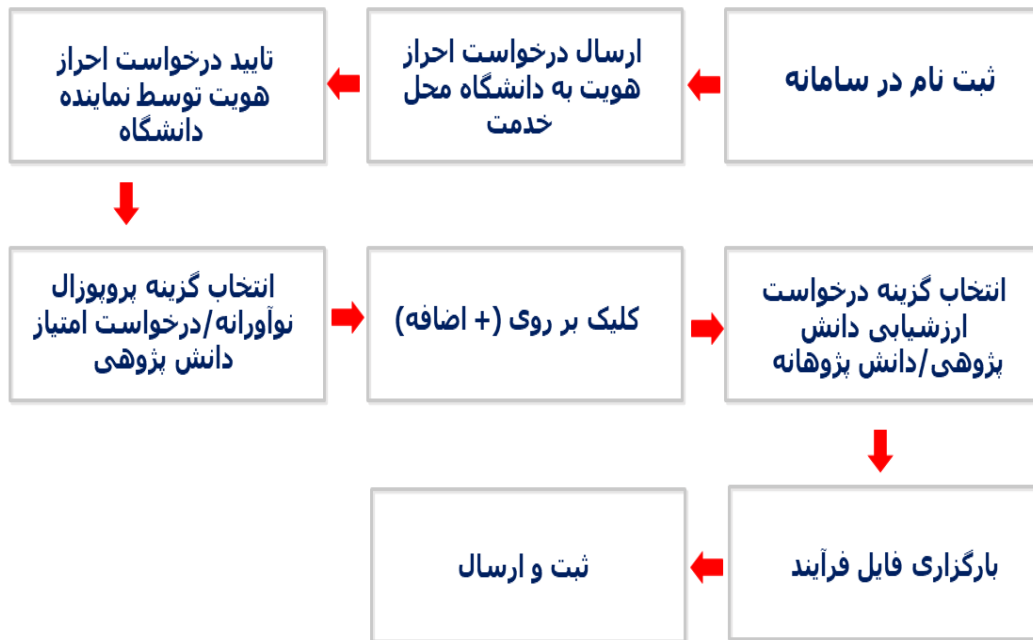 ثبت نام در سامانه
ارسال درخواست احراز
هویت به دانشگاه محل
خدمت
تایید درخواست احراز
هویت توسط نماینده
دانشگاه
انتخاب گزینه پروپوزال
نوآورانه/درخواست امتیاز
دانش پژوهی
کلیک بر روی (+ اضافه)
انتخاب گزینه درخواست
ارزشیابی دانش
پژوهی/دانش پژوهانه
بارگزاری فایل فرآیند
ثبت و ارسال